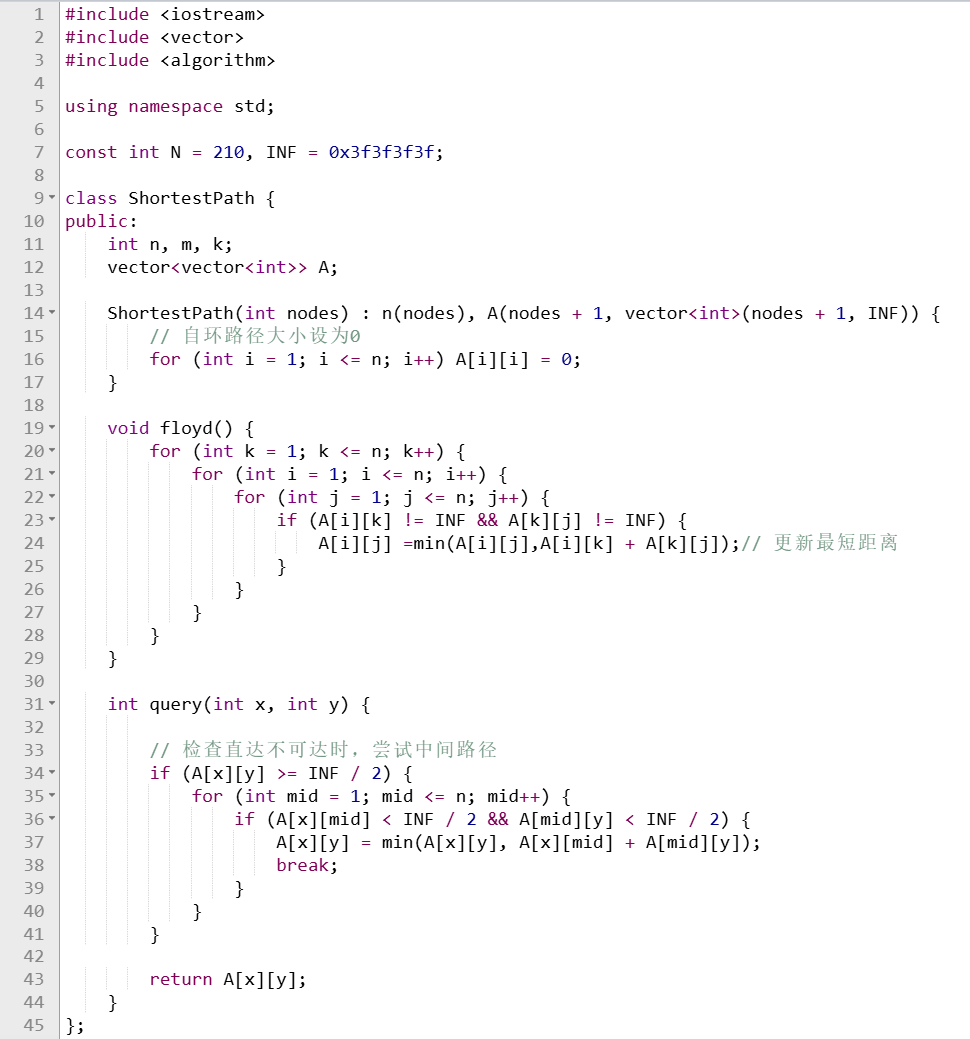 1 #include <iostream>
2 #include <vector>
3 #include <algorithm>
4
5 using namespace std;
6
7 const int N = 210, INF = 0x3f3f3f3f;
8
9 class ShortestPath {
10 public:
11     int n, m, k;
12     vector<vector<int>> A;
13
14     ShortestPath(int nodes) : n(nodes), A(nodes + 1, vector<int>(nodes + 1, INF)) {
15         // 自环路径大小设为0
16         for (int i = 1; i <= n; i++) A[i][i] = 0;
17     }
18
19     void floyd() {
20         for (int k = 1; k <= n; k++) {
21             for (int i = 1; i <= n; i++) {
22                 for (int j = 1; j <= n; j++) {
23                     if (A[i][k] != INF && A[k][j] != INF) {
24                         A[i][j] =min(A[i][j],A[i][k] + A[k][j]);// 更新最短距离
25                     }
26                 }
27             }
28         }
29     }
30
31     int query(int x, int y) {
32
33         // 检查直达不可达时，尝试中间路径
34         if (A[x][y] >= INF / 2) {
35             for (int mid = 1; mid <= n; mid++) {
36                 if (A[x][mid] < INF / 2 && A[mid][y] < INF / 2) {
37                     A[x][y] = min(A[x][y], A[x][mid] + A[mid][y]);
38                     break;
39                 }
40             }
41         }
42
43         return A[x][y];
44     }
45 };